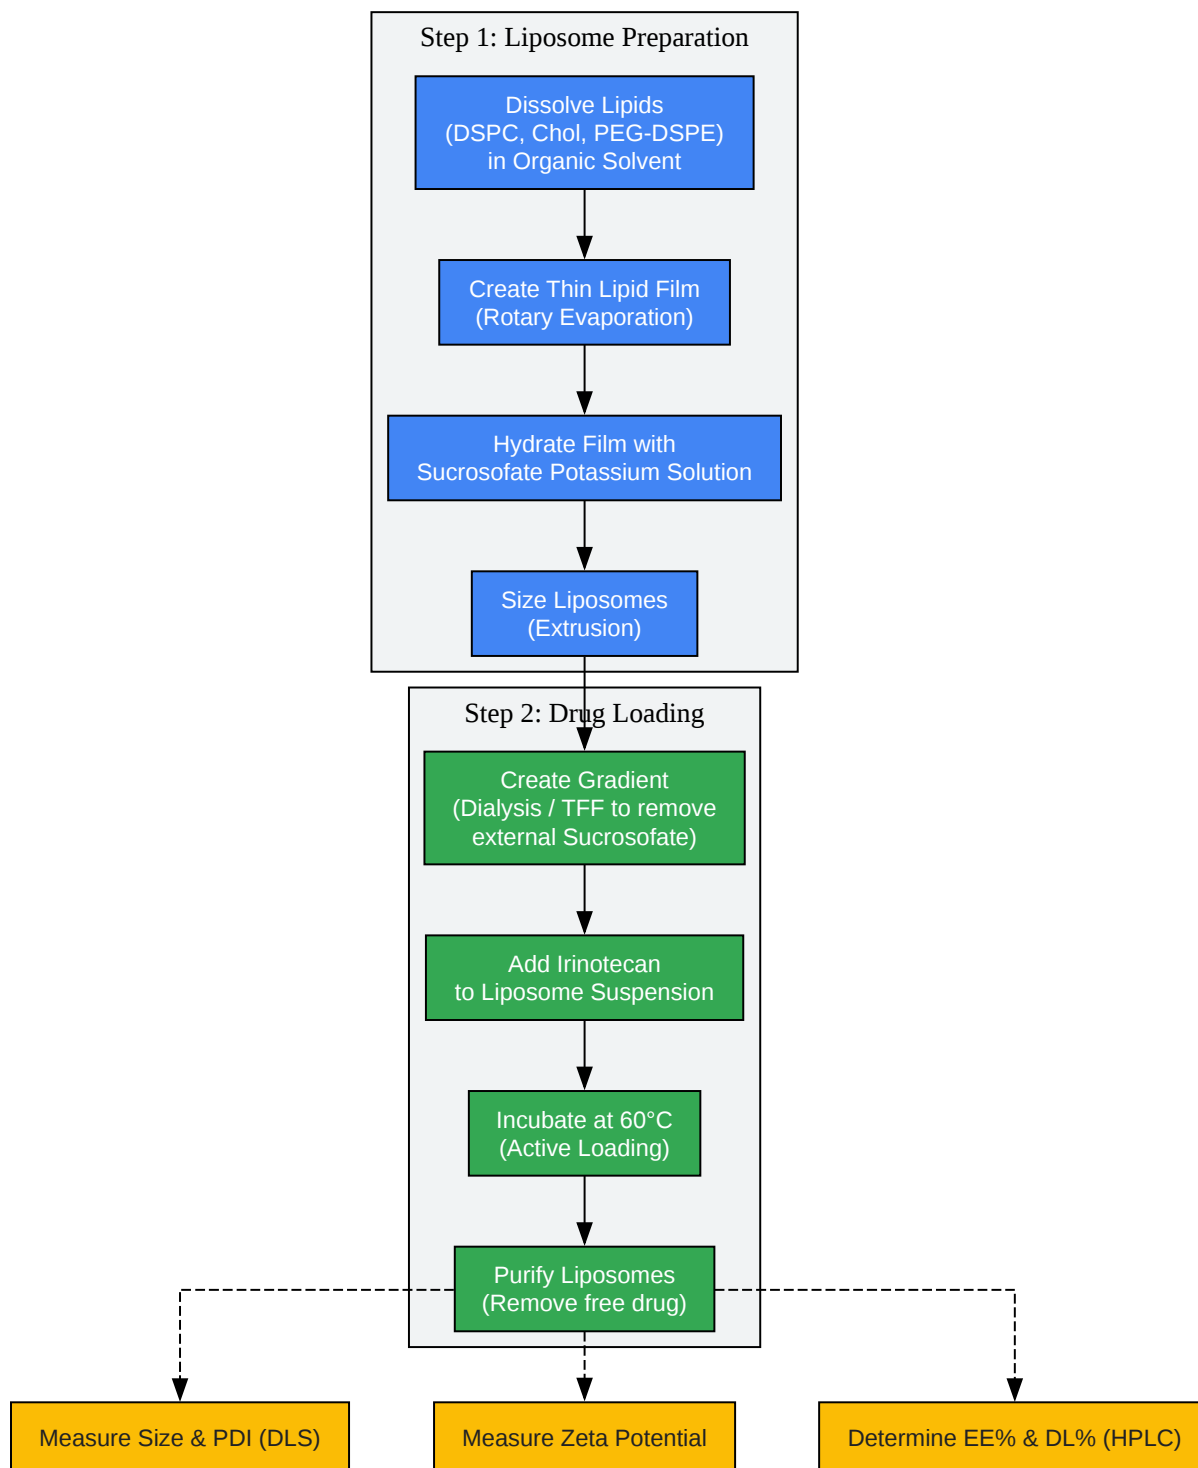 Step 1: Liposome Preparation
Dissolve Lipids
(DSPC, Chol, PEG-DSPE)
in Organic Solvent
Create Thin Lipid Film
(Rotary Evaporation)
Hydrate Film with
Sucrosofate Potassium Solution
Size Liposomes
(Extrusion)
Step 2: Drug Loading
Create Gradient
(Dialysis / TFF to remove
external Sucrosofate)
Add Irinotecan
to Liposome Suspension
Incubate at 60°C
(Active Loading)
Purify Liposomes
(Remove free drug)
Measure Size & PDI (DLS)
Measure Zeta Potential
Determine EE% & DL% (HPLC)